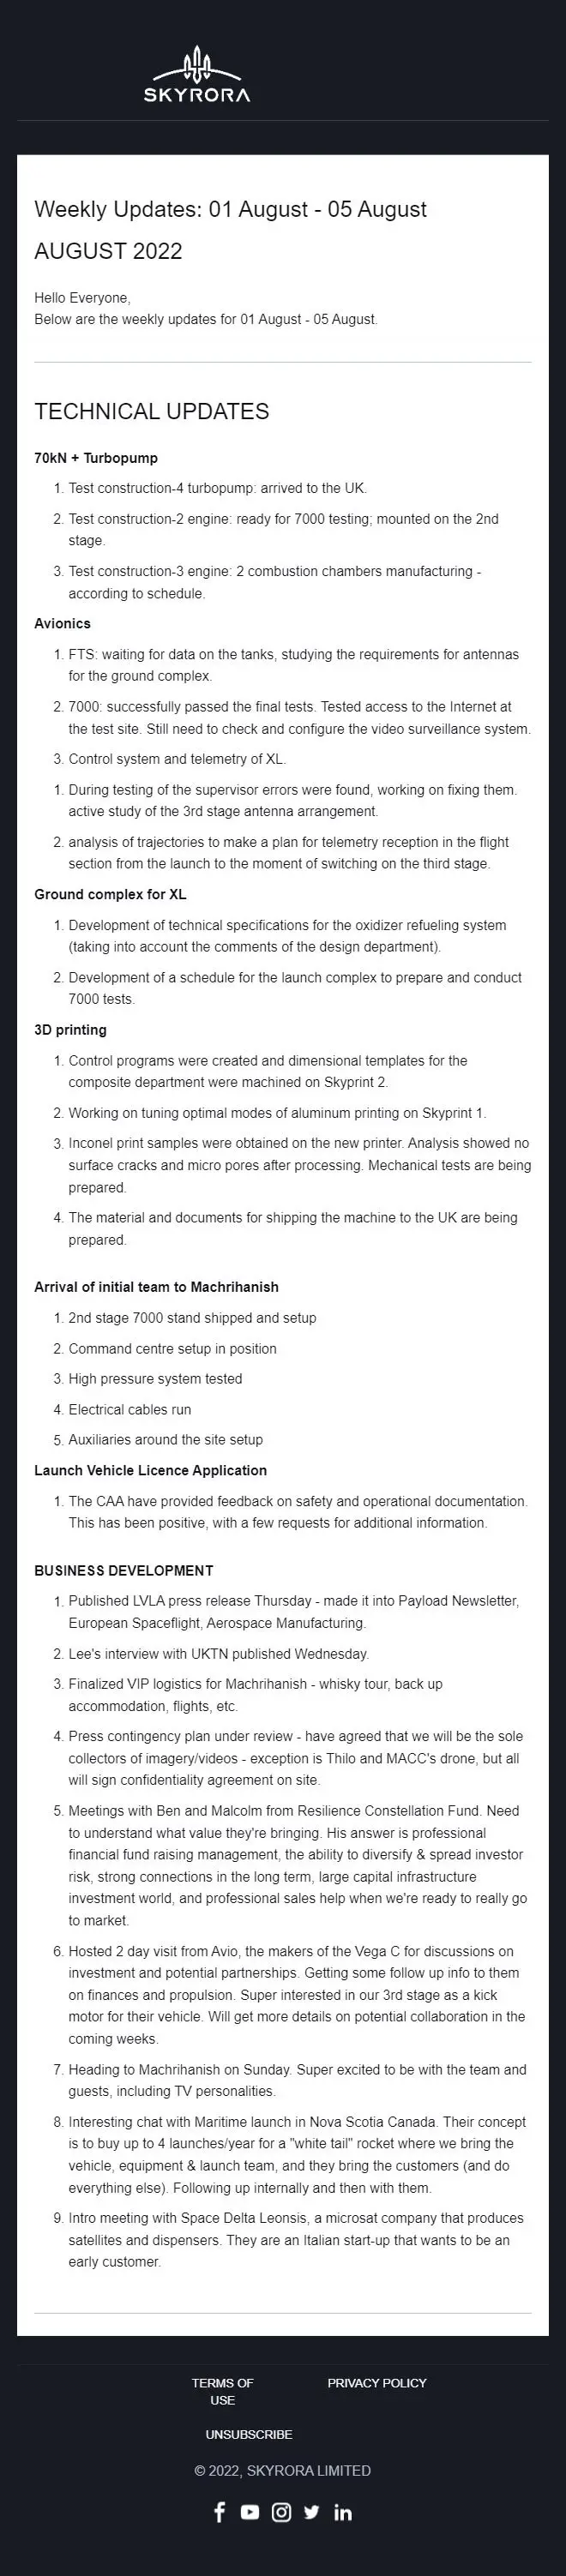 SKYRORA
Weekly Updates: 01 August - 05 August
AUGUST 2022
Hello Everyone,
Below are the weekly updates for 01 August - 05 August.
TECHNICAL UPDATES
70kN + Turbopump
1. Test construction-4 turbopump: arrived to the UK.
2. Test construction-2 engine: ready for 7000 testing; mounted on the 2nd
stage.
3. Test construction-3 engine: 2 combustion chambers manufacturing -
according to schedule.
Avionics
1. FTS: waiting for data on the tanks, studying the requirements for antennas
for the ground complex.
2. 7000: successfully passed the final tests. Tested access to the Internet at
the test site. Still need to check and configure the video surveillance system.
3. Control system and telemetry of XL.
1. During testing of the supervisor errors were found, working on fixing them.
active study of the 3rd stage antenna arrangement.
2. analysis of trajectories to make a plan for telemetry reception in the flight
section from the launch to the moment of switching on the third stage.
Ground complex for XL
1. Development of technical specifications for the oxidizer refueling system
(taking into account the comments of the design department).
2. Development of a schedule for the launch complex to prepare and conduct
7000 tests.
3D printing
1. Control programs were created and dimensional templates for the
composite department were machined on Skyprint 2.
2. Working on tuning optimal modes of aluminum printing on Skyprint 1.
3. Inconel print samples were obtained on the new printer. Analysis showed no
surface cracks and micro pores after processing. Mechanical tests are being
prepared.
4. The material and documents for shipping the machine to the UK are being
prepared.
Arrival of initial team to Machrihanish
1. 2nd stage 7000 stand shipped and setup
2. Command centre setup in position
3. High pressure system tested
4. Electrical cables run
5. Auxiliaries around the site setup
Launch Vehicle Licence Application
1. The CAA have provided feedback on safety and operational documentation.
This has been positive, with a few requests for additional information.
BUSINESS DEVELOPMENT
1. Published LVLA press release Thursday - made it into Payload Newsletter,
European Spaceflight, Aerospace Manufacturing.
2. Lee's interview with UKTN published Wednesday.
3. Finalized VIP logistics for Machrihanish - whisky tour, back up
accommodation, flights, etc.
4. Press contingency plan under review - have agreed that we will be the sole
collectors of imagery/videos - exception is Thilo and MACC's drone, but all
will sign confidentiality agreement on site.
5. Meetings with Ben and Malcolm from Resilience Constellation Fund. Need
to understand what value they're bringing. His answer is professional
financial fund raising management, the ability to diversify & spread investor
risk, strong connections in the long term, large capital infrastructure
investment world, and professional sales help when we're ready to really go
to market.
6. Hosted 2 day visit from Avio, the makers of the Vega C for discussions on
investment and potential partnerships. Getting some follow up info to them
on finances and propulsion. Super interested in our 3rd stage as a kick
motor for their vehicle. Will get more details on potential collaboration in the
coming weeks.
7. Heading to Machrihanish on Sunday. Super excited to be with the team and
guests, including TV personalities.
8. Interesting chat with Maritime launch in Nova Scotia Canada. Their concept
is to buy up to 4 launches/year for a "white tail" rocket where we bring the
vehicle, equipment & launch team, and they bring the customers (and do
everything else). Following up internally and then with them.
9. Intro meeting with Space Delta Leonsis, a microsat company that produces
satellites and dispensers. They are an Italian start-up that wants to be an
early customer.
TERMS OF
USE
PRIVACY POLICY
UNSUBSCRIBE
© 2022, SKYRORA LIMITED